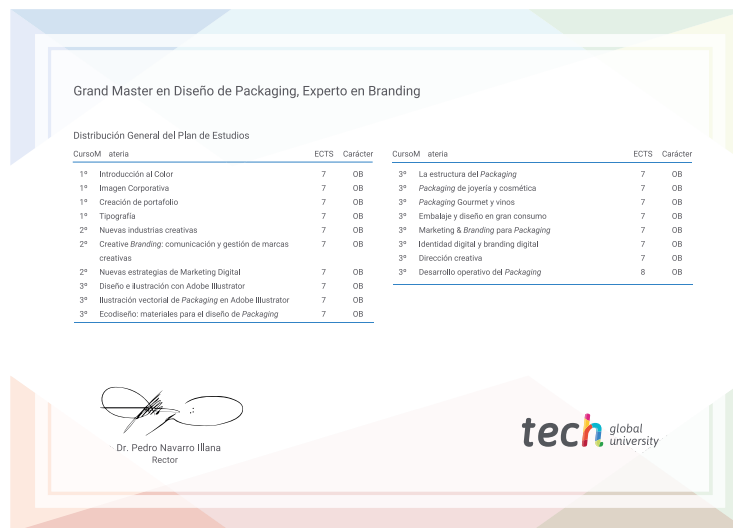 Grand Master en Diseño de Packaging, Experto en Branding
Distribución General del Plan de Estudios
CursoM ateria ECTS Carácter
1º Introducción al Color 7 OB
1º Imagen Corporativa 7 OB
1º Creación de portafolio 7 OB
1º Tipografía 7 OB
2º Nuevas industrias creativas 7 OB
2º Creative Branding: comunicación y gestión de marcas 7 OB
creativas
2º Nuevas estrategias de Marketing Digital 7 OB
3º Diseño e ilustración con Adobe Illustrator 7 OB
3º Ilustración vectorial de Packaging en Adobe Illustrator 7 OB
3º Ecodiseño: materiales para el diseño de Packaging 7 OB
CursoM ateria ECTS Carácter
3º La estructura del Packaging 7 OB
3º Packaging de joyería y cosmética 7 OB
3º Packaging Gourmet y vinos 7 OB
3º Embalaje y diseño en gran consumo 7 OB
3º Marketing & Branding para Packaging 7 OB
3º Identidad digital y branding digital 7 OB
3º Dirección creativa 7 OB
3º Desarrollo operativo del Packaging 8 OB
Dr. Pedro Navarro Illana
Rector
tech global
university